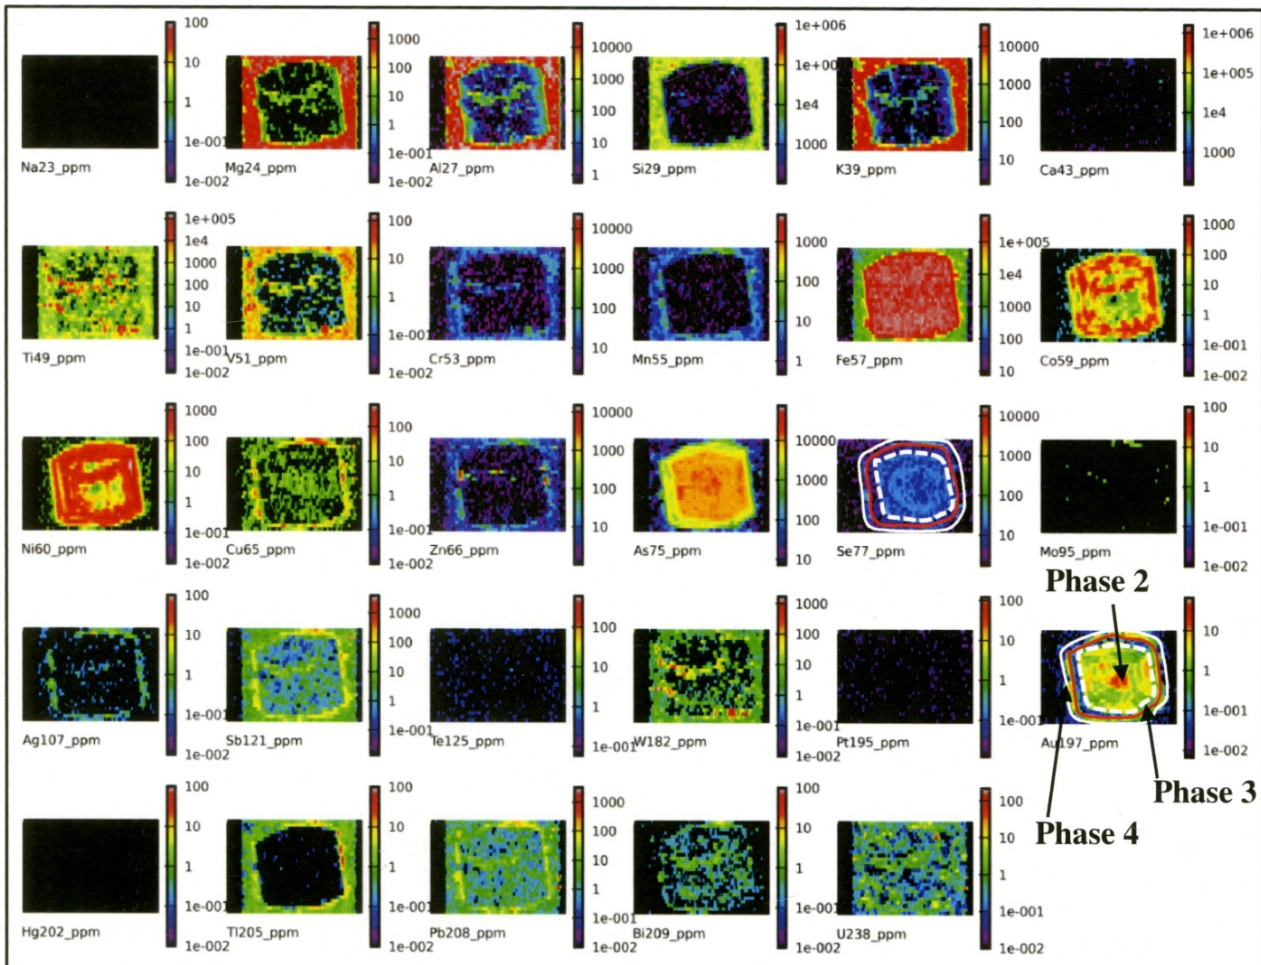 100
10
1
1e-001
1e-002
Na23_ppm
1000
100
10
1
1e-001
1e-002
Mg24_ppm
10000
1000
100
10
1
Al27_ppm
1e+006
1e+00
1e4
1000
Si29_ppm
10000
1000
100
10
K39_ppm
1e+006
1e+005
1e4
1000
Ca43_ppm
1e+005
1e4
1000
100
10
1
1e-001
1e-002
Ti49_ppm
100
10
1
1e-001
1e-002
V51_ppm
1000
100
10
Cr53_ppm
1000
100
10
1
Mn55_ppm
1e+005
1e4
1000
100
10
Fe57_ppm
1000
100
10
1
1e-001
1e-002
Co59_ppm
1000
100
10
1
1e-001
1e-002
Ni60_ppm
100
10
1
1e-001
1e-002
Cu65_ppm
10000
1000
100
10
Zn66_ppm
10000
1000
100
10
As75_ppm
10000
1000
100
10
Se77_ppm
100
10
1
1e-001
1e-002
Mo95_ppm
Phase 2
100
10
1
1e-001
1e-002
Ag107_ppm
1000
100
10
1
1e-001
Sb121_ppm
100
10
1
1e-001
1e-002
Te125_ppm
1000
100
10
1
1e-001
1e-002
W182_ppm
100
10
1
1e-001
Pt195_ppm
10
1
1e-001
1e-002
Au197_ppm
Phase 3
Phase 4
100
10
1
1e-001
1e-002
Hg202_ppm
100
10
1
1e-001
1e-002
Tl205_ppm
1000
100
10
1
1e-001
1e-002
Pb208_ppm
100
10
1
1e-001
1e-002
Bi209_ppm
100
10
1
1e-001
1e-002
U238_ppm